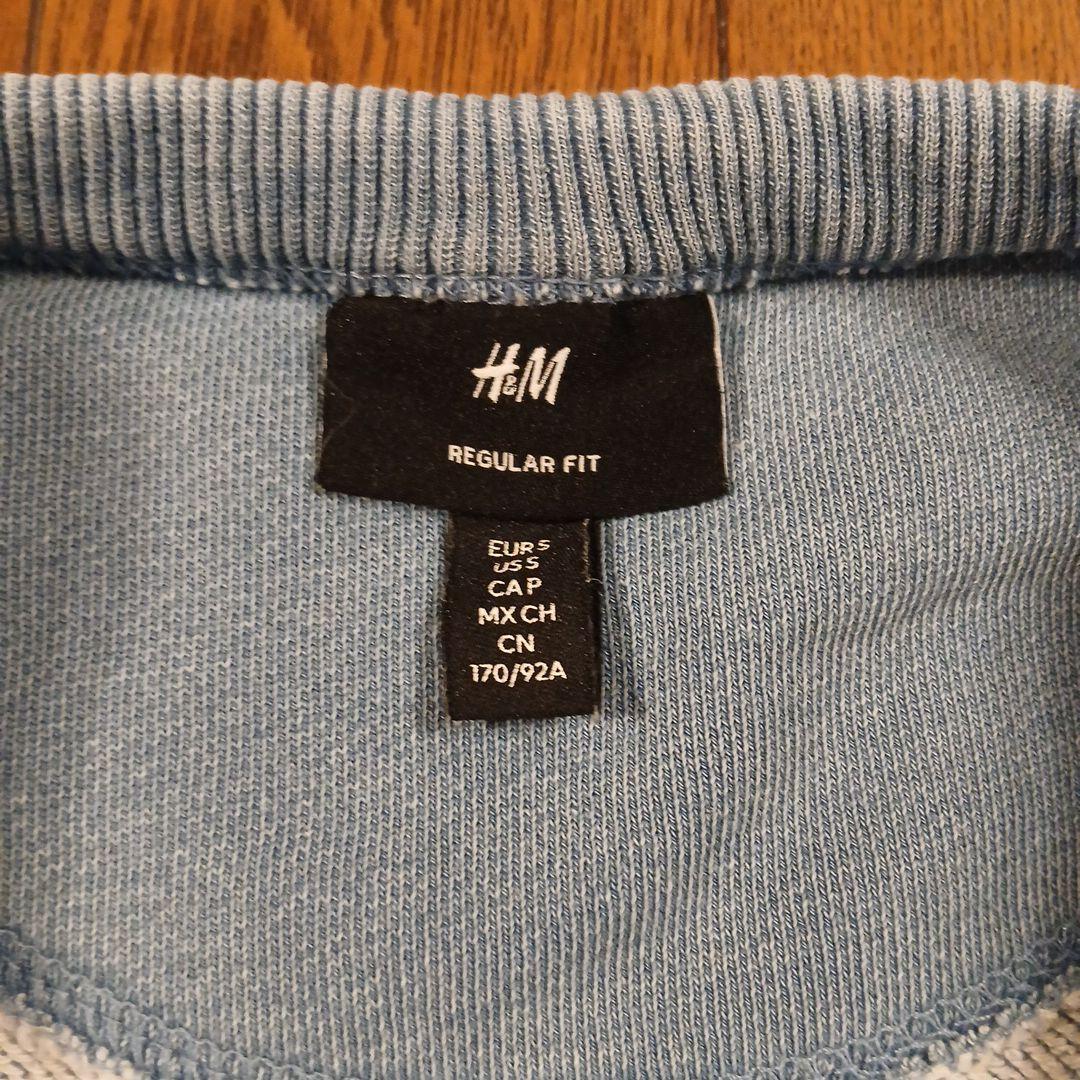 H&M
REGULAR FIT
EUR S
US S
CA P
MX CH
CN
170/92A